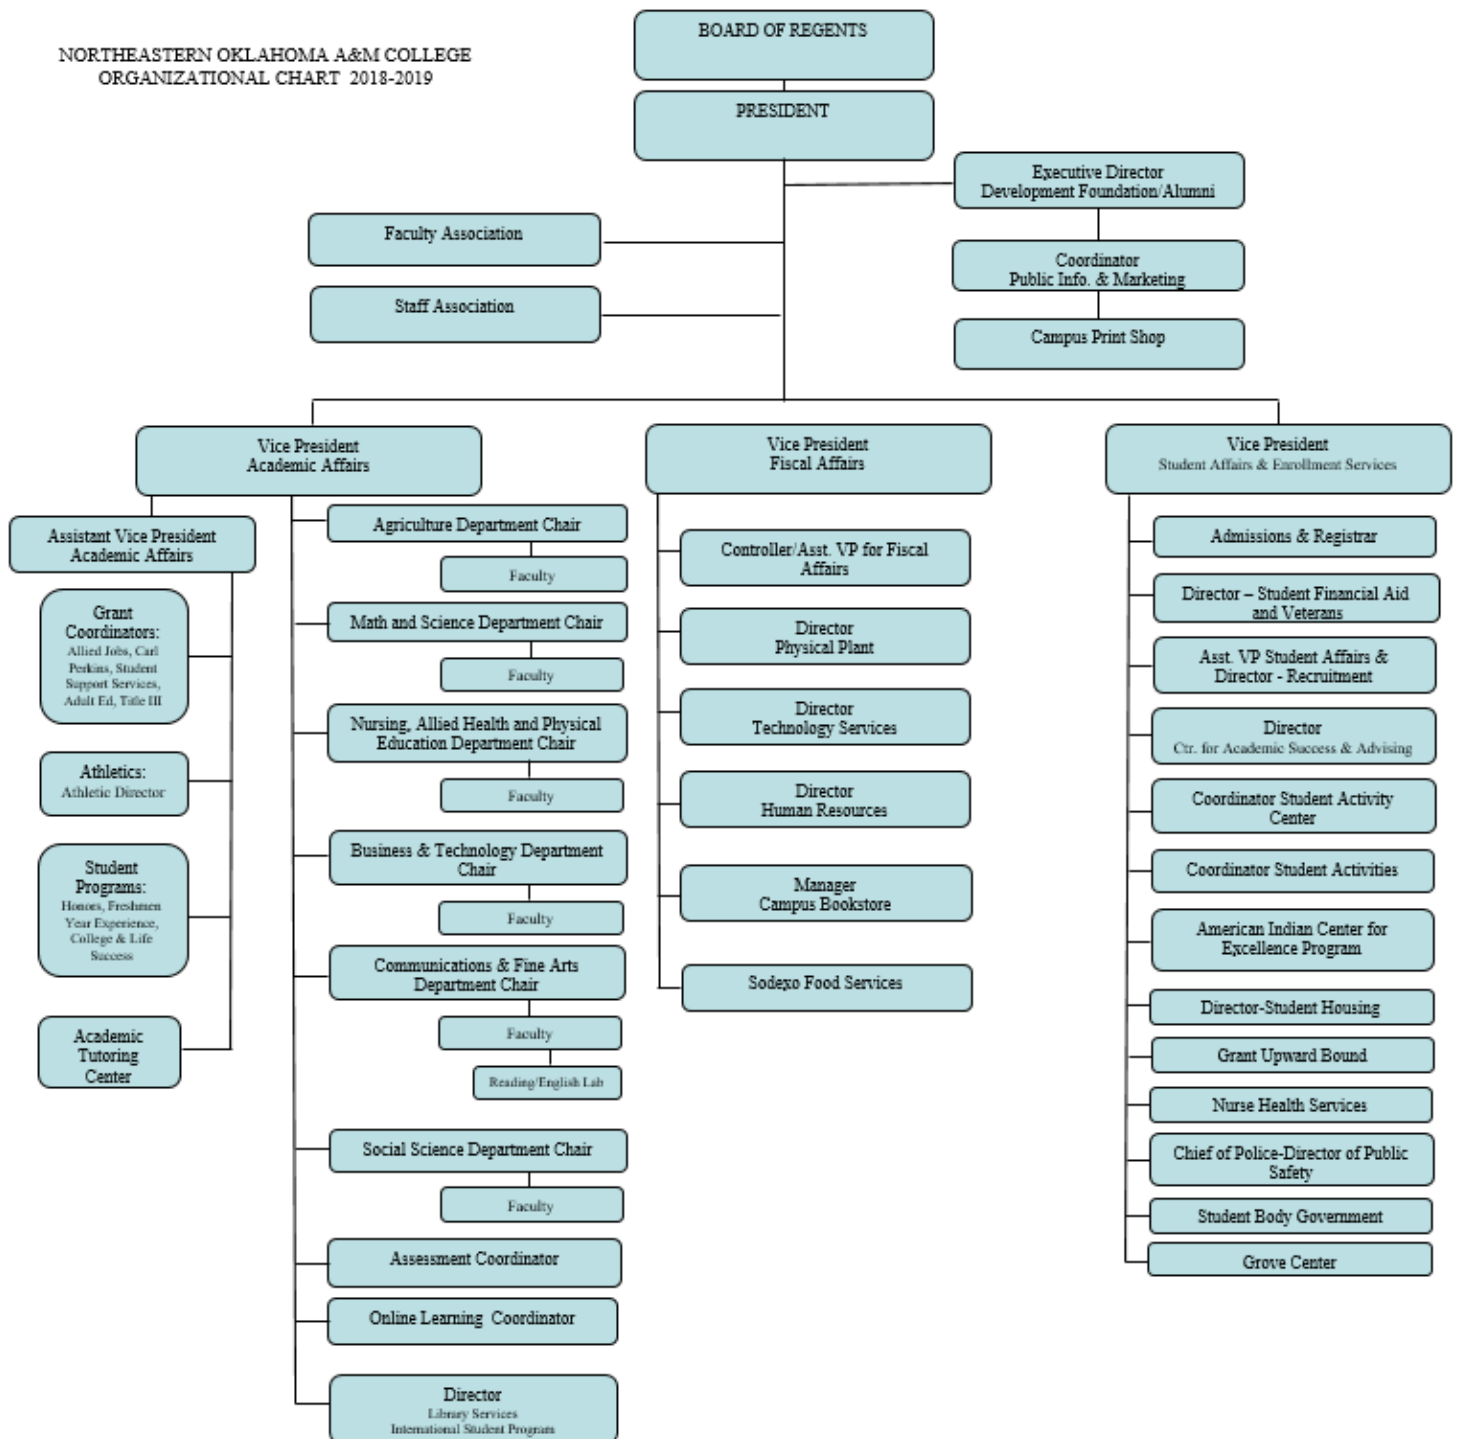 NORTHEASTERN OKLAHOMA A&M COLLEGE
ORGANIZATIONAL CHART 2018-2019
BOARD OF REGENTS
PRESIDENT
Executive Director
Development Foundation/Alumni
Coordinator
Public Info. & Marketing
Campus Print Shop
Faculty Association
Staff Association
Vice President
Academic Affairs
Assistant Vice President
Academic Affairs
Grant
Coordinators:
Allied Jobs, Carl
Perkins, Student
Support Services,
Adult Ed, Title III
Athletics:
Athletic Director
Student
Programs:
Honors, Freshmen
Year Experience,
College & Life
Success
Academic
Tutoring
Center
Agriculture Department Chair
Faculty
Math and Science Department Chair
Faculty
Nursing, Allied Health and Physical
Education Department Chair
Faculty
Business & Technology Department
Chair
Faculty
Communications & Fine Arts
Department Chair
Faculty
Reading/English Lab
Social Science Department Chair
Faculty
Assessment Coordinator
Online Learning Coordinator
Director
Library Services
International Student Program
Vice President
Fiscal Affairs
Controller/Asst. VP for Fiscal
Affairs
Director
Physical Plant
Director
Technology Services
Director
Human Resources
Manager
Campus Bookstore
Sodexo Food Services
Vice President
Student Affairs & Enrollment Services
Admissions & Registrar
Director – Student Financial Aid
and Veterans
Asst. VP Student Affairs &
Director - Recruitment
Director
Ctr. for Academic Success & Advising
Coordinator Student Activity
Center
Coordinator Student Activities
American Indian Center for
Excellence Program
Director-Student Housing
Grant Upward Bound
Nurse Health Services
Chief of Police-Director of Public
Safety
Student Body Government
Grove Center